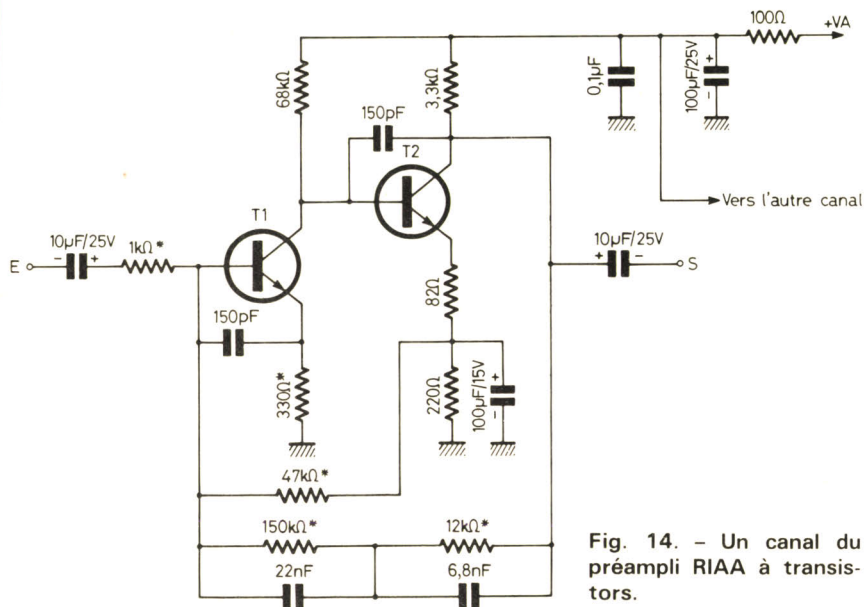 100Ω
+VA
68kΩ
3,3kΩ
0,1µF
100µF/25V
+
−
150pF
T2
Vers l'autre canal
T1
10µF/25V
−
+
1kΩ*
E
10µF/25V
+
−
S
82Ω
150pF
330Ω*
220Ω
100µF/15V
+
−
47kΩ*
150kΩ*
12kΩ*
22nF
6,8nF
Fig. 14. – Un canal du
préampli RIAA à transis-
tors.